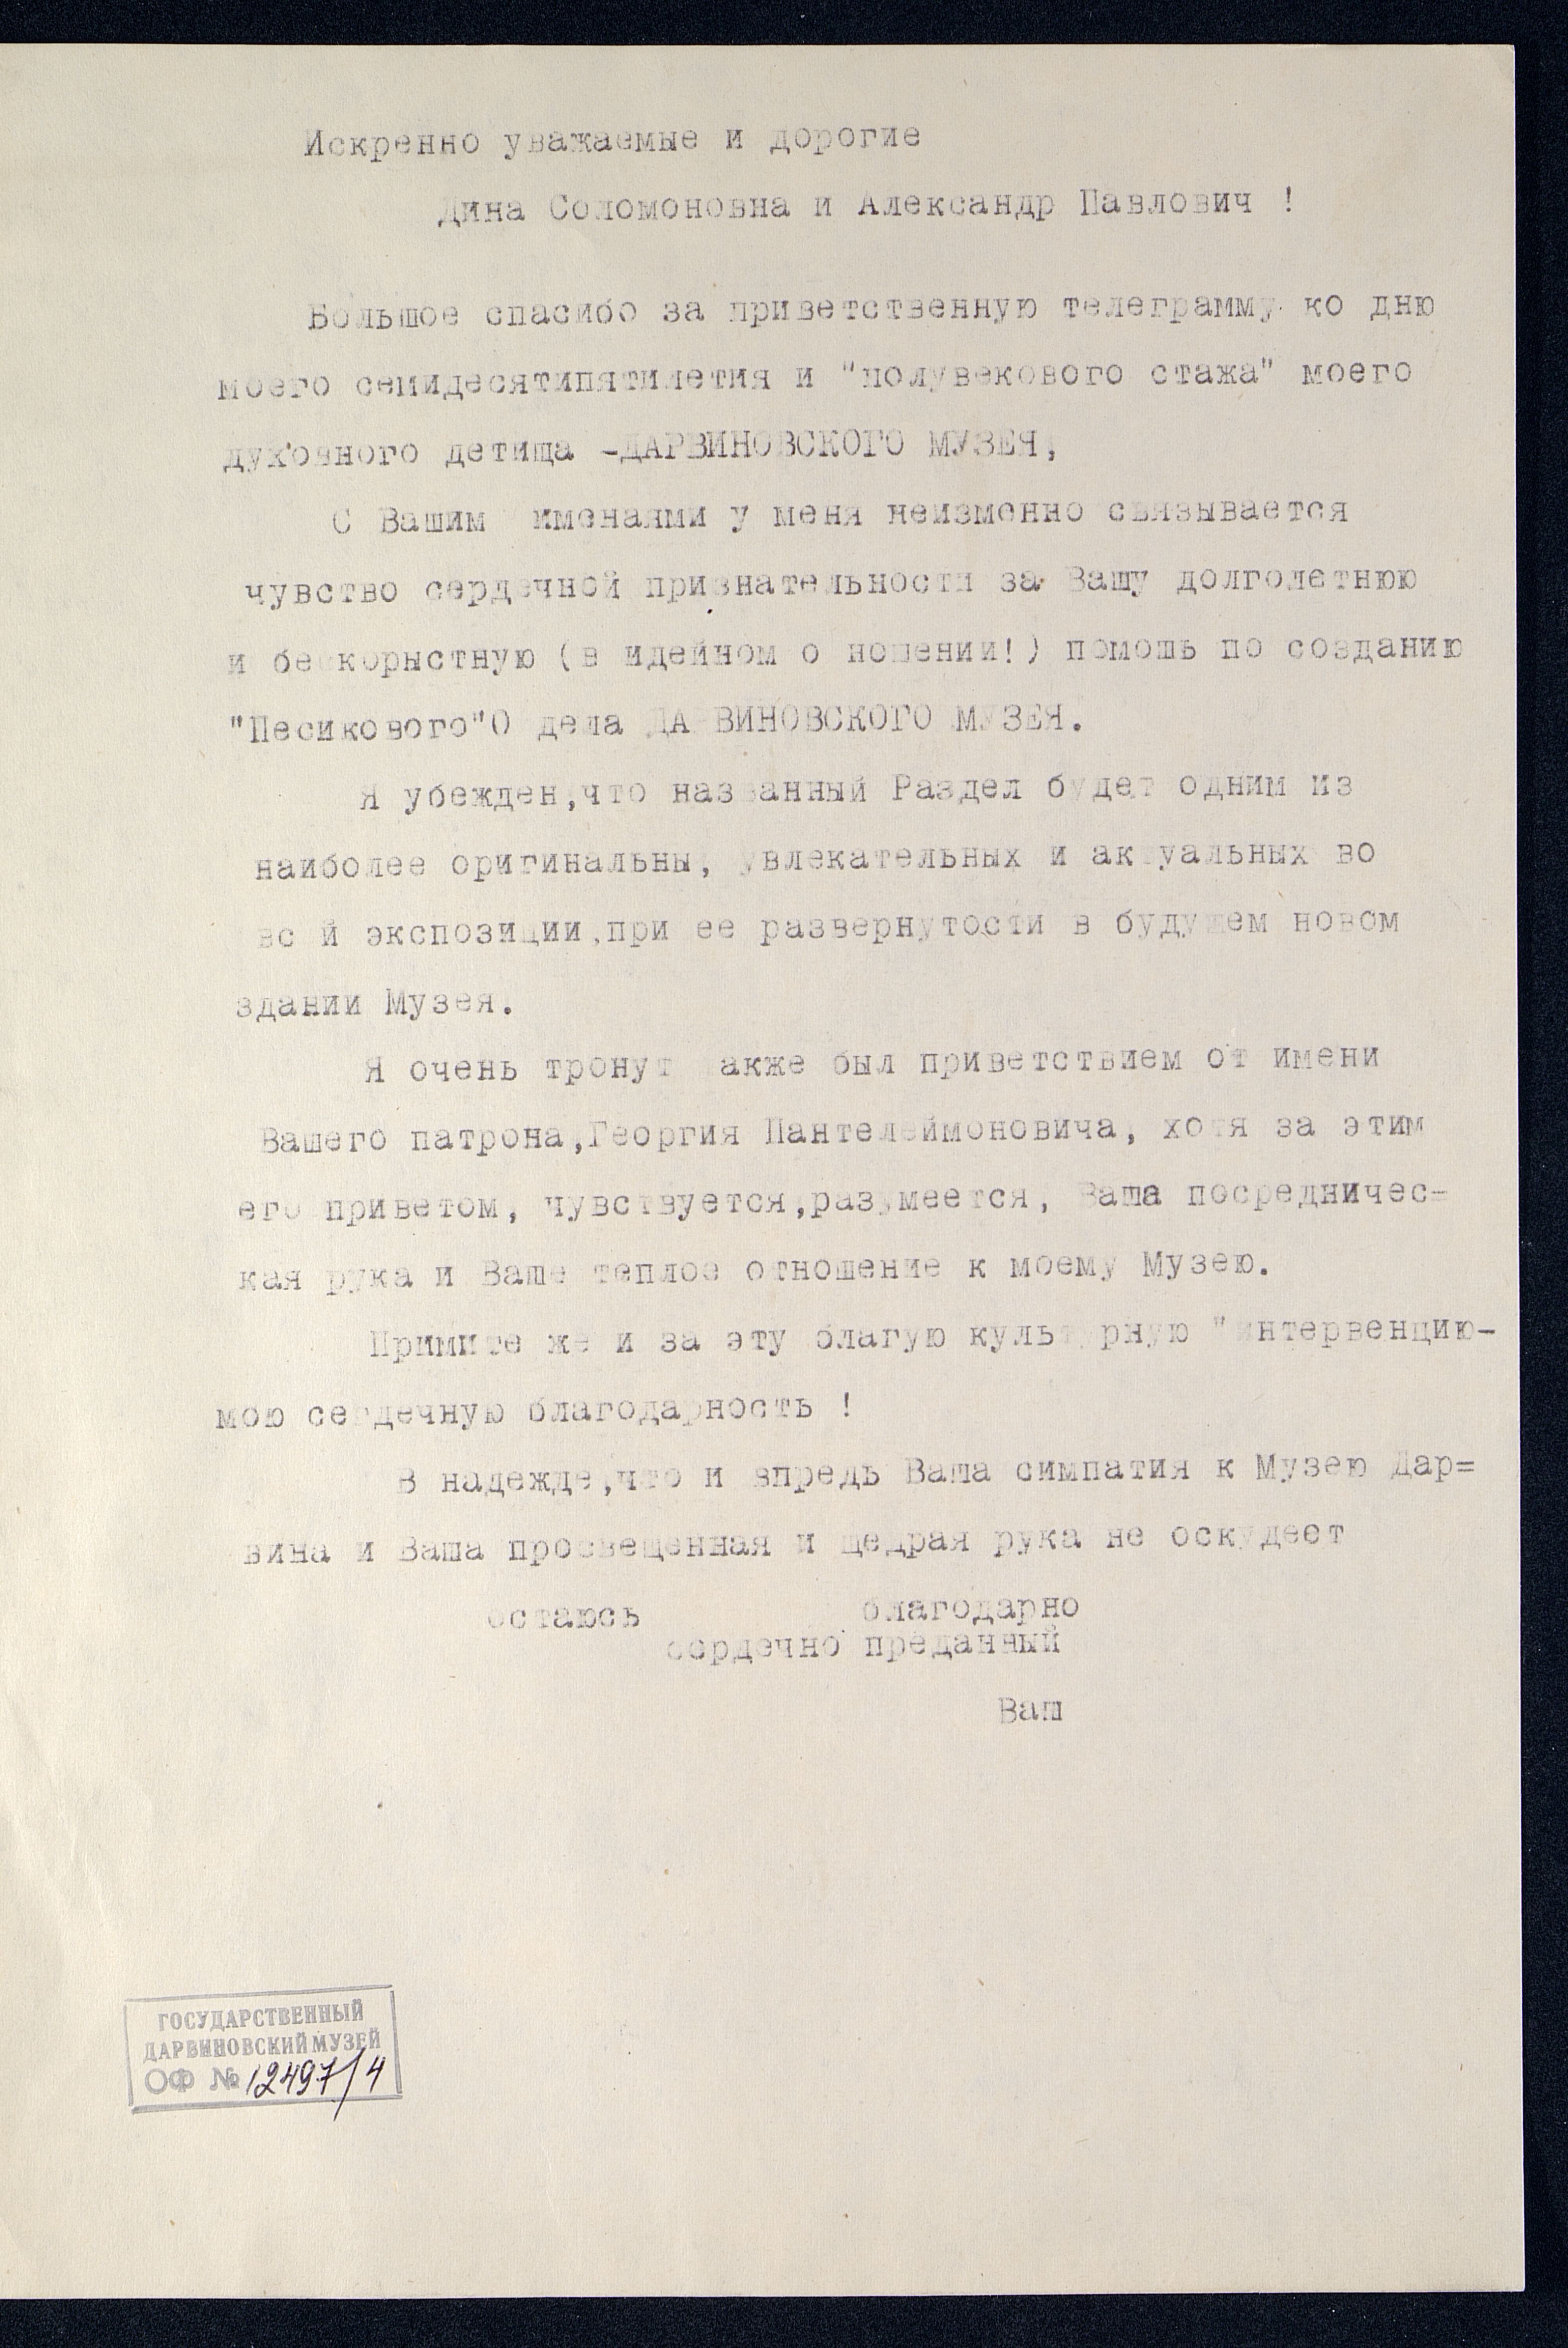 Искренно уважаемые и дорогие
Дина Соломоновна и Александр Павлович !
Большое спасибо за приветственную телеграмму ко дню
моего семидесятипятилетия и "полувекового стажа" моего
духовного детища -ДАРВИНОВСКОГО МУЗЕЯ,
С Вашим именаями у меня неизменно связывается
чувство сердечной признательности за Вашу долголетнюю
и бескорыстную (в идейном о ношении!) помошь по созданию
"Песикового"О дела ДАРВИНОВСКОГО МУЗЕЯ.
Я убежден,что названный Раздел будет одним из
наиболее оригинальны, увлекательных и актуальных во
вс й экспозиции,при ее развернутости в будущем новом
здании Музея.
Я очень тронут также был приветствием от имени
Вашего патрона,Георгия Пантелеймоновича, хотя за этим
его приветом, чувствуется,разумеется, Ваша посредничес-
кая рука и Ваше теплое отношение к моему Музею.
Примите же и за эту благую культурную "интервенцию-
мою сердечную благодарность !
В надежде,что и впредь Ваша симпатия к Музею Дар=
вина и Ваша просвещенная и щедрая рука не оскудеет
остаюсь благодарно
сердечно преданный
Ваш
ГОСУДАРСТВЕННЫЙ
ДАРВИНОВСКИЙ МУЗЕЙ
ОФ № 12497/4